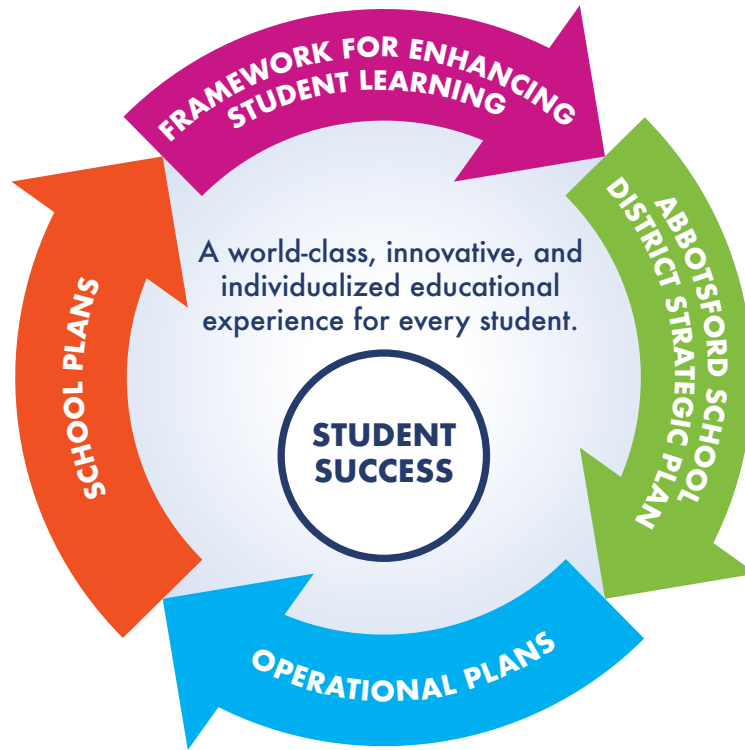 FRAMEWORK FOR ENHANCING
STUDENT LEARNING
ABBOTSFORD SCHOOL
DISTRICT STRATEGIC PLAN
A world-class, innovative, and
individualized educational
experience for every student.
STUDENT
SUCCESS
SCHOOL PLANS
OPERATIONAL PLANS